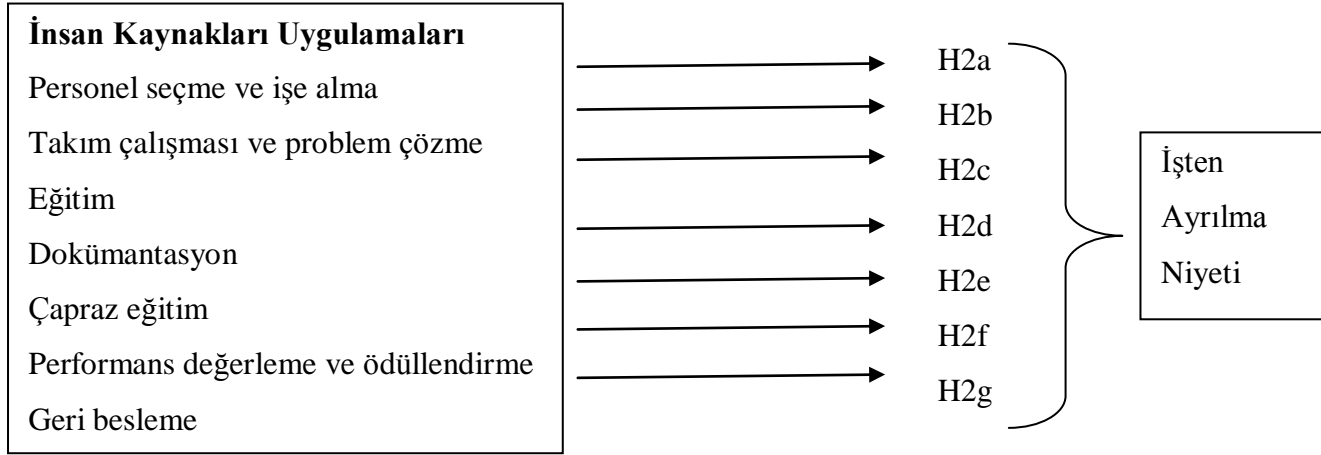 İnsan Kaynakları Uygulamaları
Personel seçme ve işe alma
Takım çalışması ve problem çözme
Eğitim
Dokümantasyon
Çapraz eğitim
Performans değerleme ve ödüllendirme
Geri besleme
H2a
H2b
H2c
H2d
H2e
H2f
H2g
İşten
Ayrılma
Niyeti